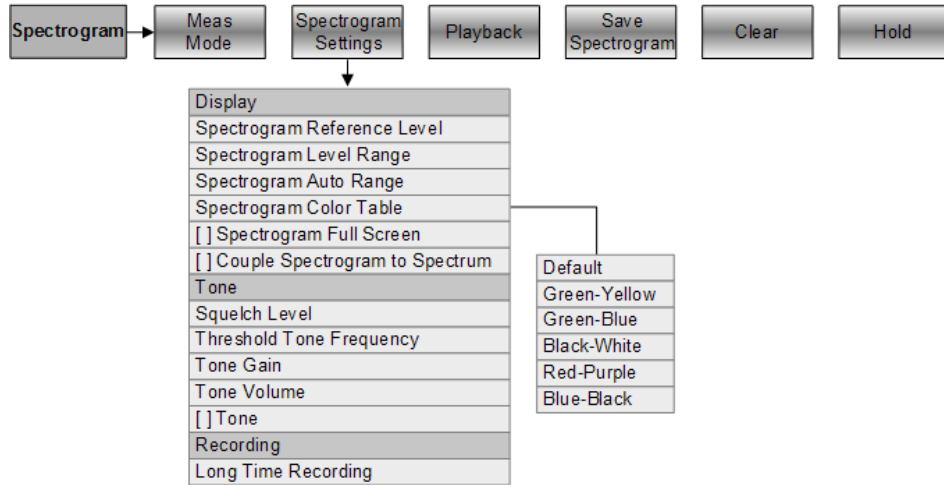 Spectrogram
Meas
Mode
Spectrogram
Settings
Playback
Save
Spectrogram
Clear
Hold
Display
Spectrogram Reference Level
Spectrogram Level Range
Spectrogram Auto Range
Spectrogram Color Table
[ ] Spectrogram Full Screen
[ ] Couple Spectrogram to Spectrum
Tone
Squelch Level
Threshold Tone Frequency
Tone Gain
Tone Volume
[ ] Tone
Recording
Long Time Recording
Default
Green-Yellow
Green-Blue
Black-White
Red-Purple
Blue-Black